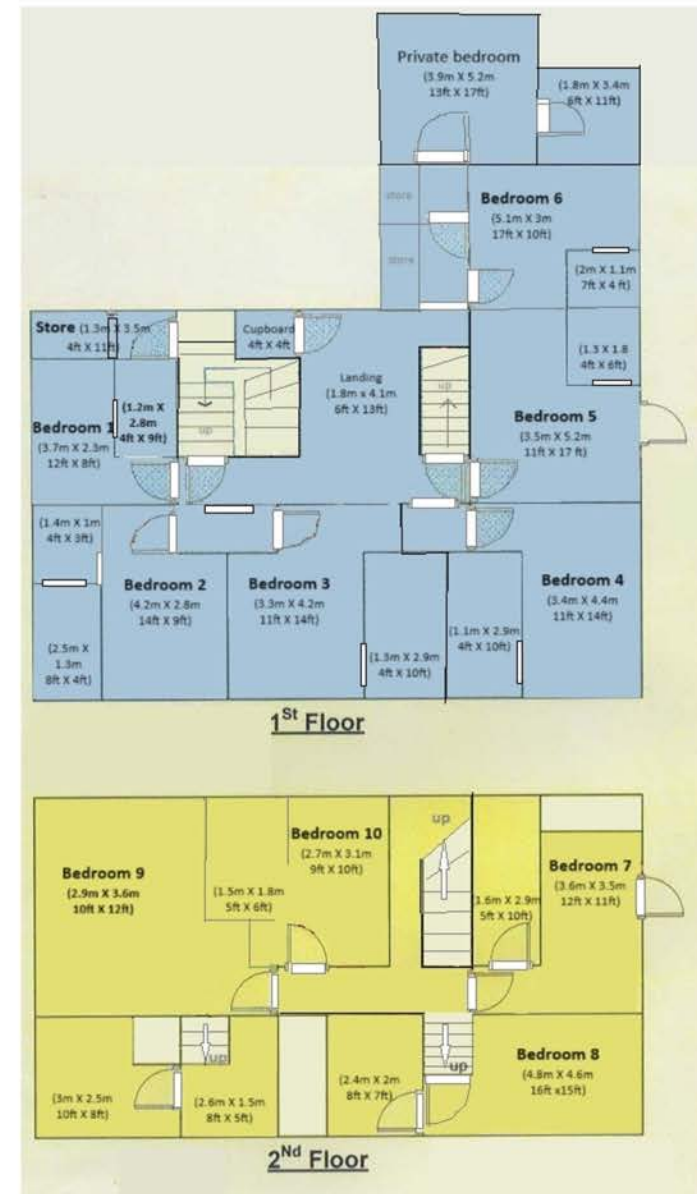 Private bedroom
(3.9m X 5.2m
13ft X 17ft)
(1.8m X 3.4m
6ft X 11ft)
store
Bedroom 6
(5.1m X 3m
17ft X 10ft)
store
(2m X 1.1m
7ft X 4 ft)
Store (1.3m X 3.5m
4ft X 11ft)
Cupboard
4ft X 4ft
(1.3 X 1.8
4ft X 6ft)
Landing
(1.8m x 4.1m
6ft X 13ft)
up
Bedroom 1
(3.7m X 2.3m
12ft X 8ft)
(1.2m X
2.8m
4ft X 9ft)
up
Bedroom 5
(3.5m X 5.2m
11ft X 17 ft)
(1.4m X 1m
4ft X 3ft)
Bedroom 2
(4.2m X 2.8m
14ft X 9ft)
Bedroom 3
(3.3m X 4.2m
11ft X 14ft)
Bedroom 4
(3.4m X 4.4m
11ft X 14ft)
(2.5m X
1.3m
8ft X 4ft)
(1.3m X 2.9m
4ft X 10ft)
(1.1m X 2.9m
4ft X 10ft)
1St Floor
up
Bedroom 9
(2.9m X 3.6m
10ft X 12ft)
Bedroom 10
(2.7m X 3.1m
9ft X 10ft)
(1.5m X 1.8m
5ft X 6ft)
(1.6m X 2.9m
5ft X 10ft)
Bedroom 7
(3.6m X 3.5m
12ft X 11ft)
up
up
Bedroom 8
(4.8m X 4.6m
16ft x15ft)
(3m X 2.5m
10ft X 8ft)
(2.6m X 1.5m
8ft X 5ft)
(2.4m X 2m
8ft X 7ft)
2Nd Floor